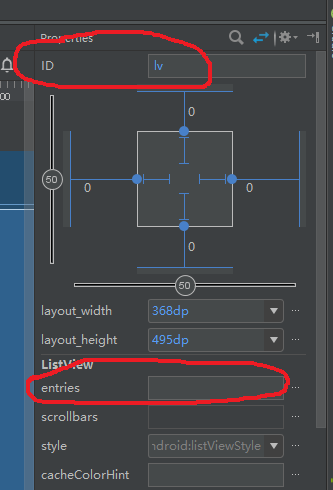 Properties
00
ID lv
0
50
0
0
0
50
layout_width 368dp ...
layout_height 495dp ...
ListView
entries ...
scrollbars
style ndroid:listViewStyle ...
cacheColorHint ...